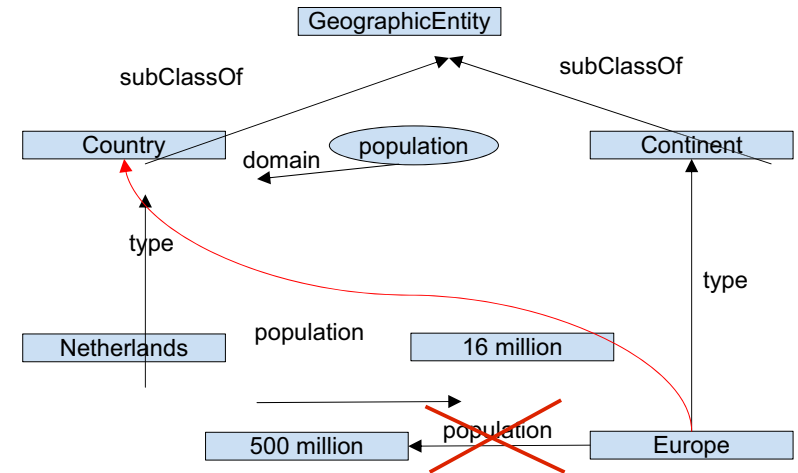 GeographicEntity
subClassOf
subClassOf
Country
domain
population
Continent
type
type
Netherlands
population
16 million
500 million
population
Europe